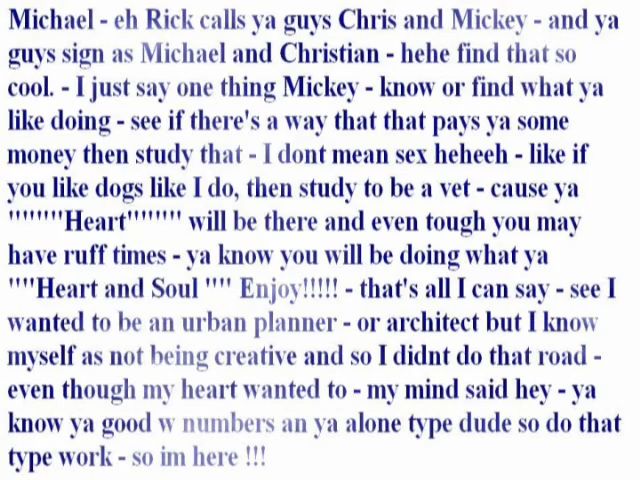 Michael - eh Rick calls ya guys Chris and Mickey - and ya
guys sign as Michael and Christian - hehe find that so
cool. - I just say one thing Mickey - know or find what ya
like doing - see if there's a way that that pays ya some
money then study that - I dont mean sex heheeh - like if
you like dogs like I do, then study to be a vet - cause ya
""""""'Heart'"""""" will be there and even tough you may
have ruff times - ya know you will be doing what ya
""""Heart and Soul """" Enjoy!!!!! - that's all I can say - see I
wanted to be an urban planner - or architect but I know
myself as not being creative and so I didnt do that road -
even though my heart wanted to - my mind said hey - ya
know ya good w numbers an ya alone type dude so do that
type work - so im here !!!